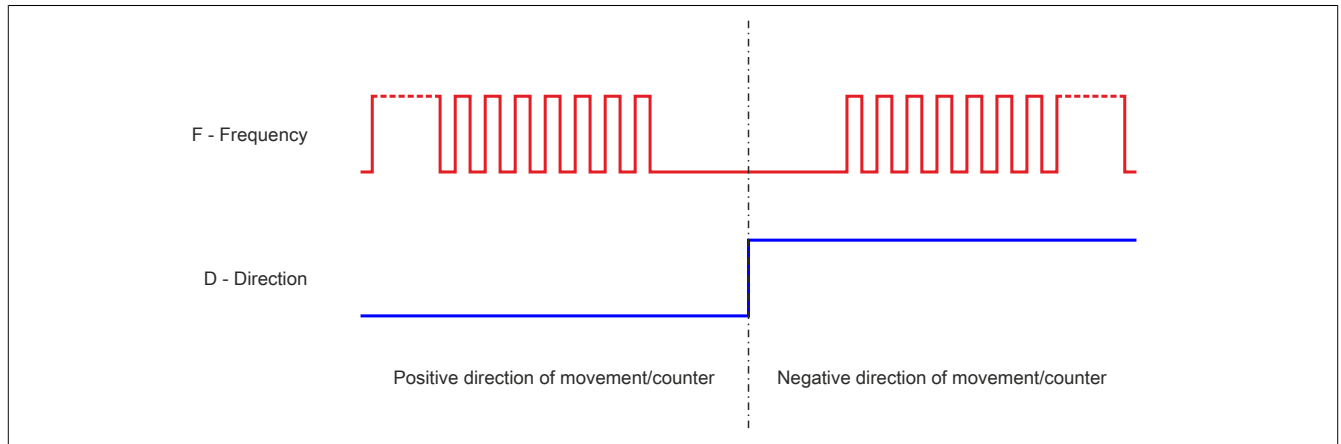 F - Frequency
D - Direction
Positive direction of movement/counter
Negative direction of movement/counter